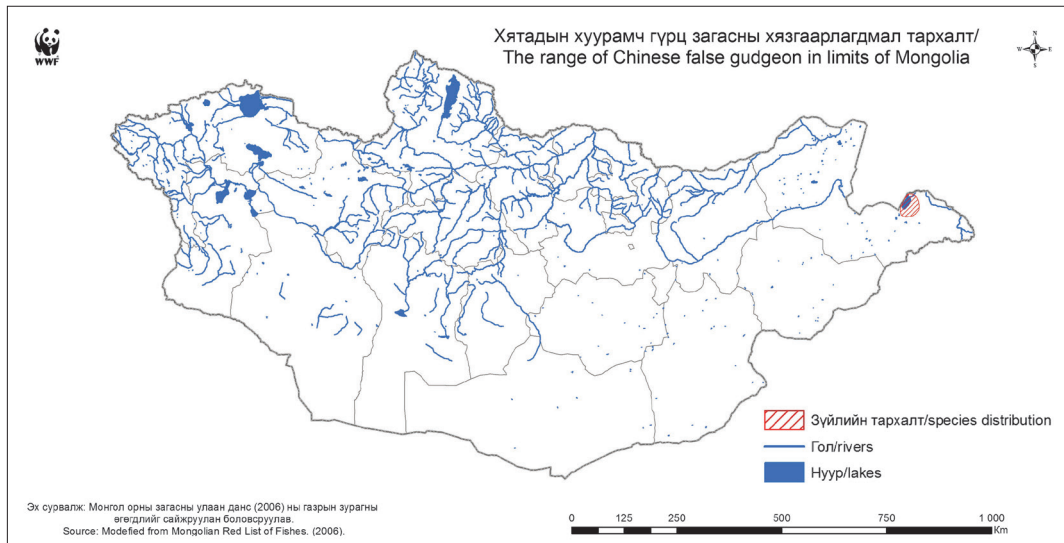 WWF
Хятадын хуурамч гүрц загасны хязгаарлагдмал тархалт/
The range of Chinese false gudgeon in limits of Mongolia
N
W E
S
Зүйлийн тархалт/species distribution
Гол/rivers
Нуур/lakes
Эх сурвалж: Монгол орны загасны улаан данс (2006) ны газрын зурагны
өгөгдлийг сайжруулан боловсруулав.
Source: Modefied from Mongolian Red List of Fishes. (2006).
0 125 250 500 750 1 000
Km